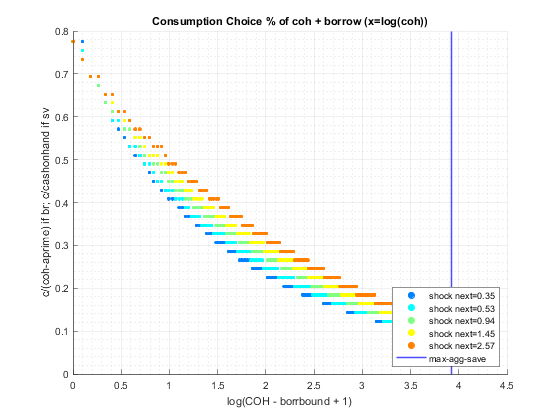 Consumption Choice % of coh + borrow (x=log(coh))
c/(coh-aprime) if br; c/cashonhand if sv
0.8
0.7
0.6
0.5
0.4
0.3
0.2
0.1
0
shock next=0.35
shock next=0.53
shock next=0.94
shock next=1.45
shock next=2.57
max-agg-save
0 0.5 1 1.5 2 2.5 3 3.5 4 4.5
log(COH - borrbound + 1)